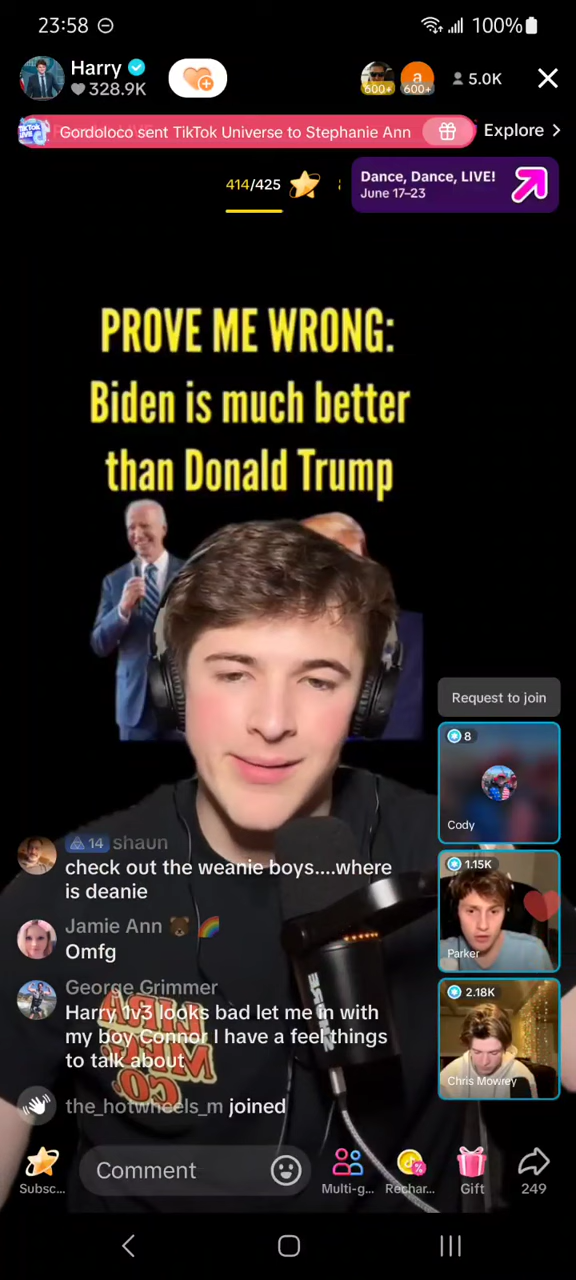 23:58
100%
Harry
328.9K
600+
600+
5.0K
Gordoloco sent TikTok Universe to Stephanie Ann
Explore >
414/425
Dance, Dance, LIVE!
June 17–23
PROVE ME WRONG:
Biden is much better
than Donald Trump
Request to join
8
Cody
1.15K
Parker
2.18K
Chris Mowrey
14 shaun
check out the weanie boys....where
is deanie
Jamie Ann 🐻 🌈
Omfg
George Grimmer
Harry 1v3 looks bad let me in with
my boy Connor I have a feel things
to talk about
the_hotwheels_m joined
Subsc...
Comment
Multi-g...
Rechar...
Gift
249